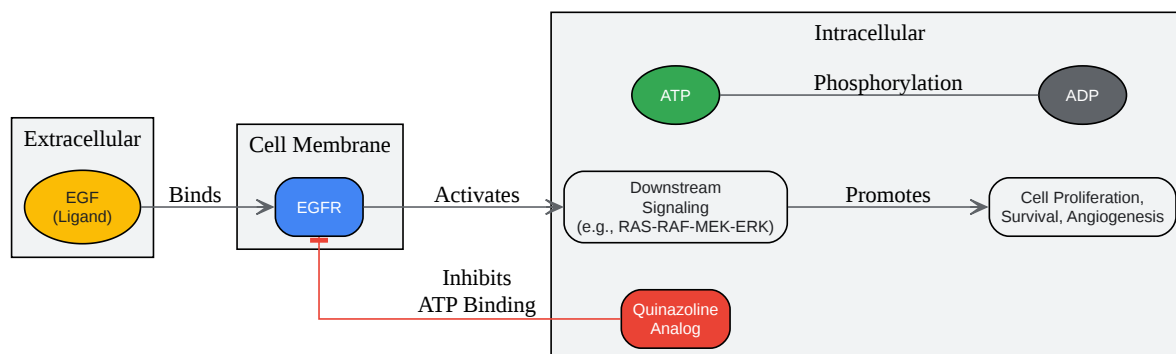 Intracellular
ATP
Phosphorylation
ADP
Extracellular
EGF
(Ligand)
Binds
Cell Membrane
EGFR
Activates
Downstream
Signaling
(e.g., RAS-RAF-MEK-ERK)
Promotes
Cell Proliferation,
Survival, Angiogenesis
Inhibits
ATP Binding
Quinazoline
Analog